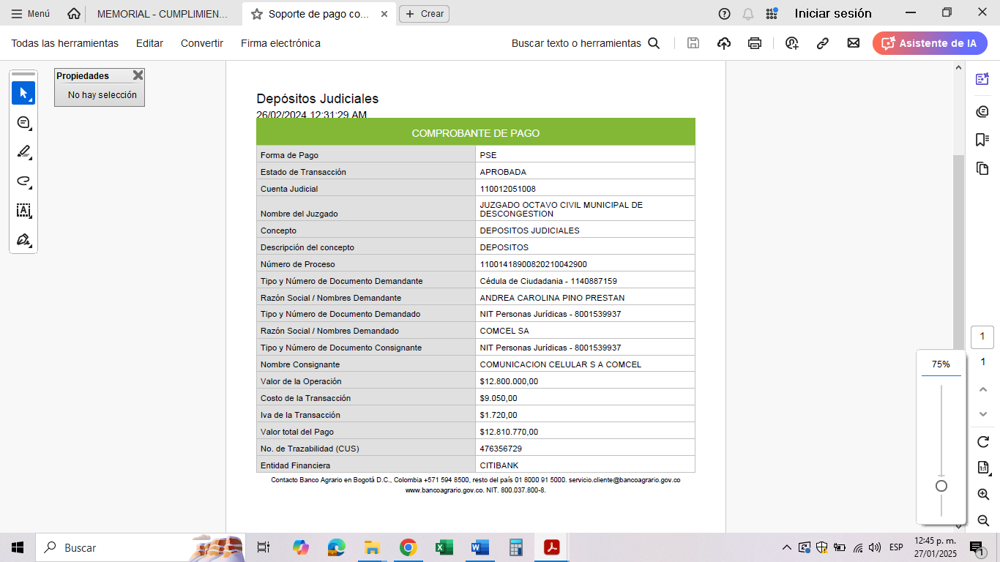 Menú
MEMORIAL - CUMPLIMIEN...
Soporte de pago co...
Crear
Iniciar sesión
Todas las herramientas
Editar
Convertir
Firma electrónica
Buscar texto o herramientas
Asistente de IA
Propiedades
No hay selección
Depósitos Judiciales
26/02/2024 12:31:29 AM
COMPROBANTE DE PAGO
Forma de Pago PSE
Estado de Transacción APROBADA
Cuenta Judicial 110012051008
Nombre del Juzgado JUZGADO OCTAVO CIVIL MUNICIPAL DE
DESCONGESTION
Concepto DEPOSITOS JUDICIALES
Descripción del concepto DEPOSITOS
Número de Proceso 11001418900820210042900
Tipo y Número de Documento Demandante Cédula de Ciudadania - 1140887159
Razón Social / Nombres Demandante ANDREA CAROLINA PINO PRESTAN
Tipo y Número de Documento Demandado NIT Personas Jurídicas - 8001539937
Razón Social / Nombres Demandado COMCEL SA
Tipo y Número de Documento Consignante NIT Personas Jurídicas - 8001539937
Nombre Consignante COMUNICACION CELULAR S A COMCEL
Valor de la Operación $12.800.000,00
Costo de la Transacción $9.050,00
Iva de la Transacción $1.720,00
Valor total del Pago $12.810.770,00
No. de Trazabilidad (CUS) 476356729
Entidad Financiera CITIBANK
Contacto Banco Agrario en Bogotá D.C., Colombia +571 594 8500, resto del país 01 8000 91 5000. servicio.cliente@bancoagrario.gov.co
www.bancoagrario.gov.co. NIT. 800.037.800-8.
1
1
75%
1:1
Buscar
ESP
12:45 p. m.
27/01/2025
1